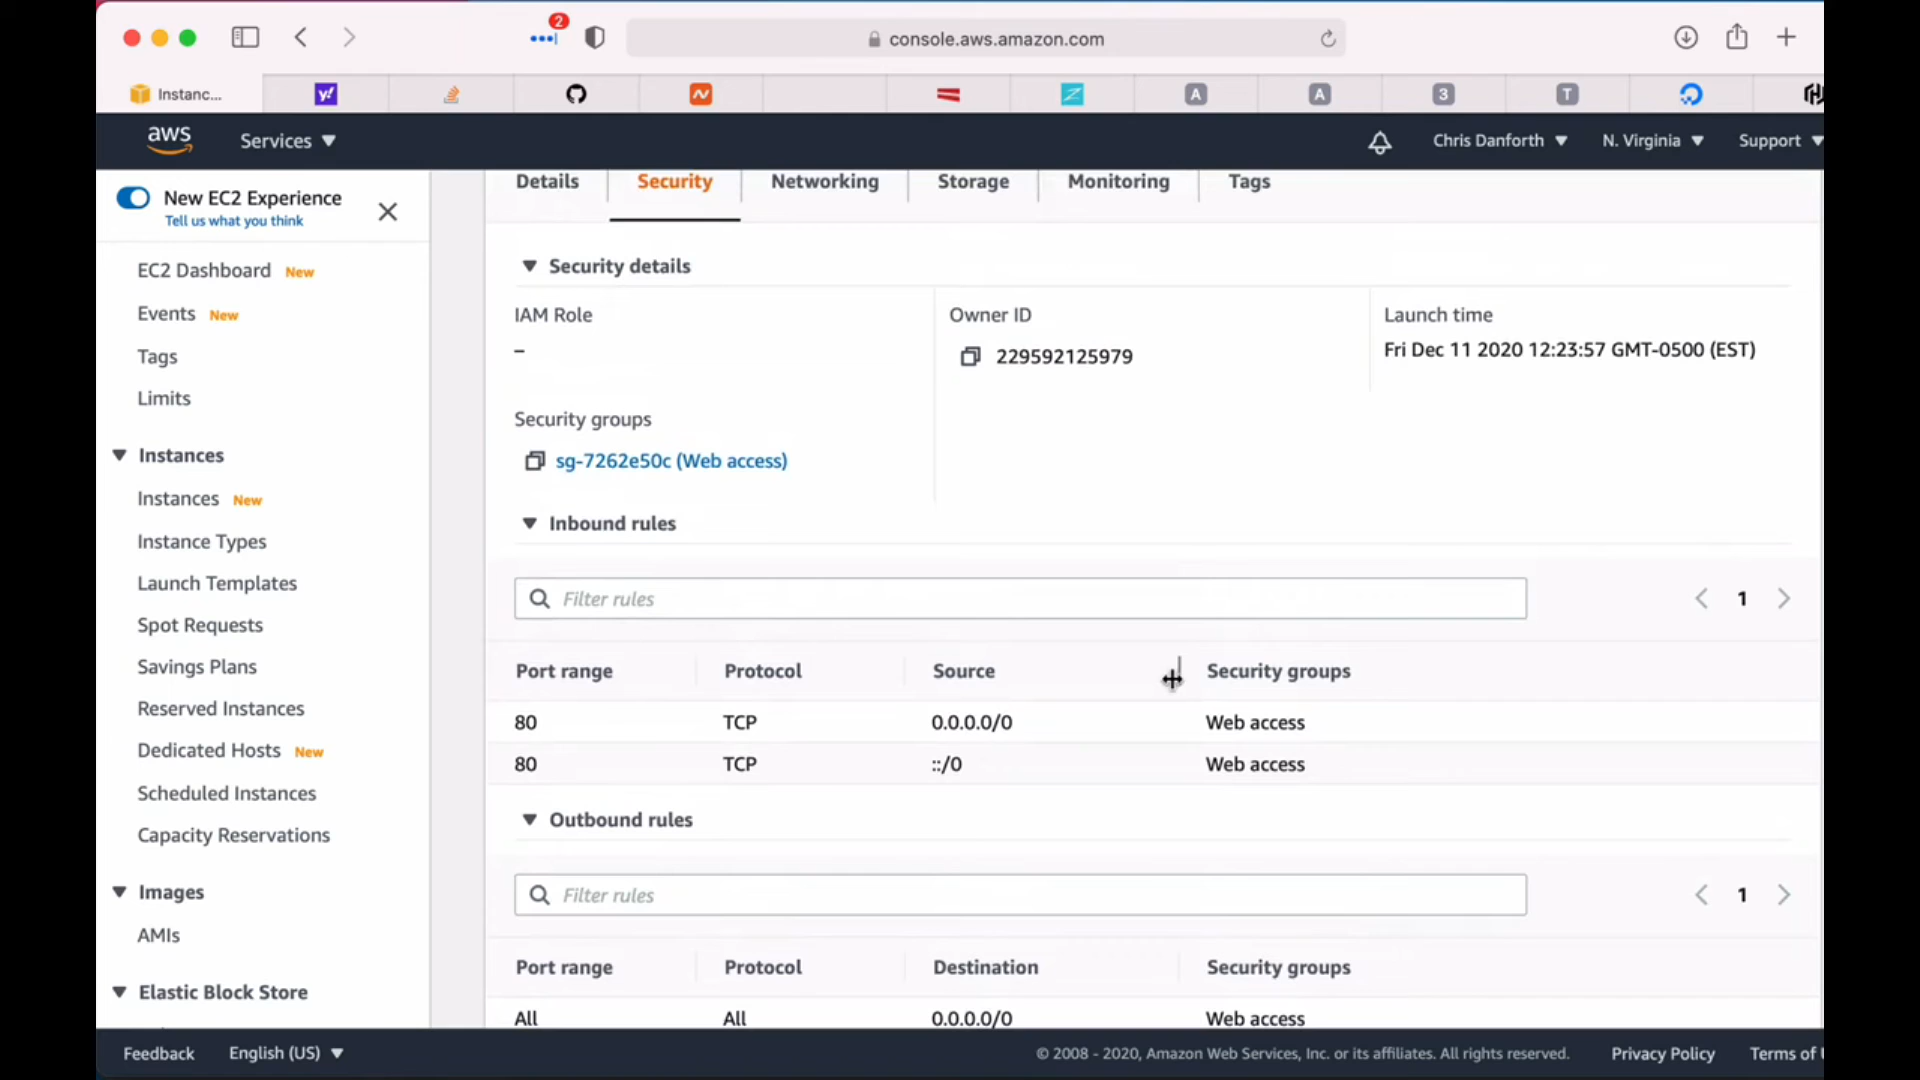 2
console.aws.amazon.com
Instanc...
y!
A
A
3
T
aws
Services
Chris Danforth
N. Virginia
Support
New EC2 Experience
Tell us what you think
EC2 Dashboard New
Events New
Tags
Limits
Instances
Instances New
Instance Types
Launch Templates
Spot Requests
Savings Plans
Reserved Instances
Dedicated Hosts New
Scheduled Instances
Capacity Reservations
Images
AMIs
Elastic Block Store
Details
Security
Networking
Storage
Monitoring
Tags
Security details
IAM Role
–
Owner ID
229592125979
Launch time
Fri Dec 11 2020 12:23:57 GMT-0500 (EST)
Security groups
sg-7262e50c (Web access)
Inbound rules
Filter rules
1
Port range Protocol Source Security groups
80 TCP 0.0.0.0/0 Web access
80 TCP ::/0 Web access
Outbound rules
Filter rules
1
Port range Protocol Destination Security groups
All All 0.0.0.0/0 Web access
Feedback
English (US)
© 2008 - 2020, Amazon Web Services, Inc. or its affiliates. All rights reserved.
Privacy Policy
Terms of